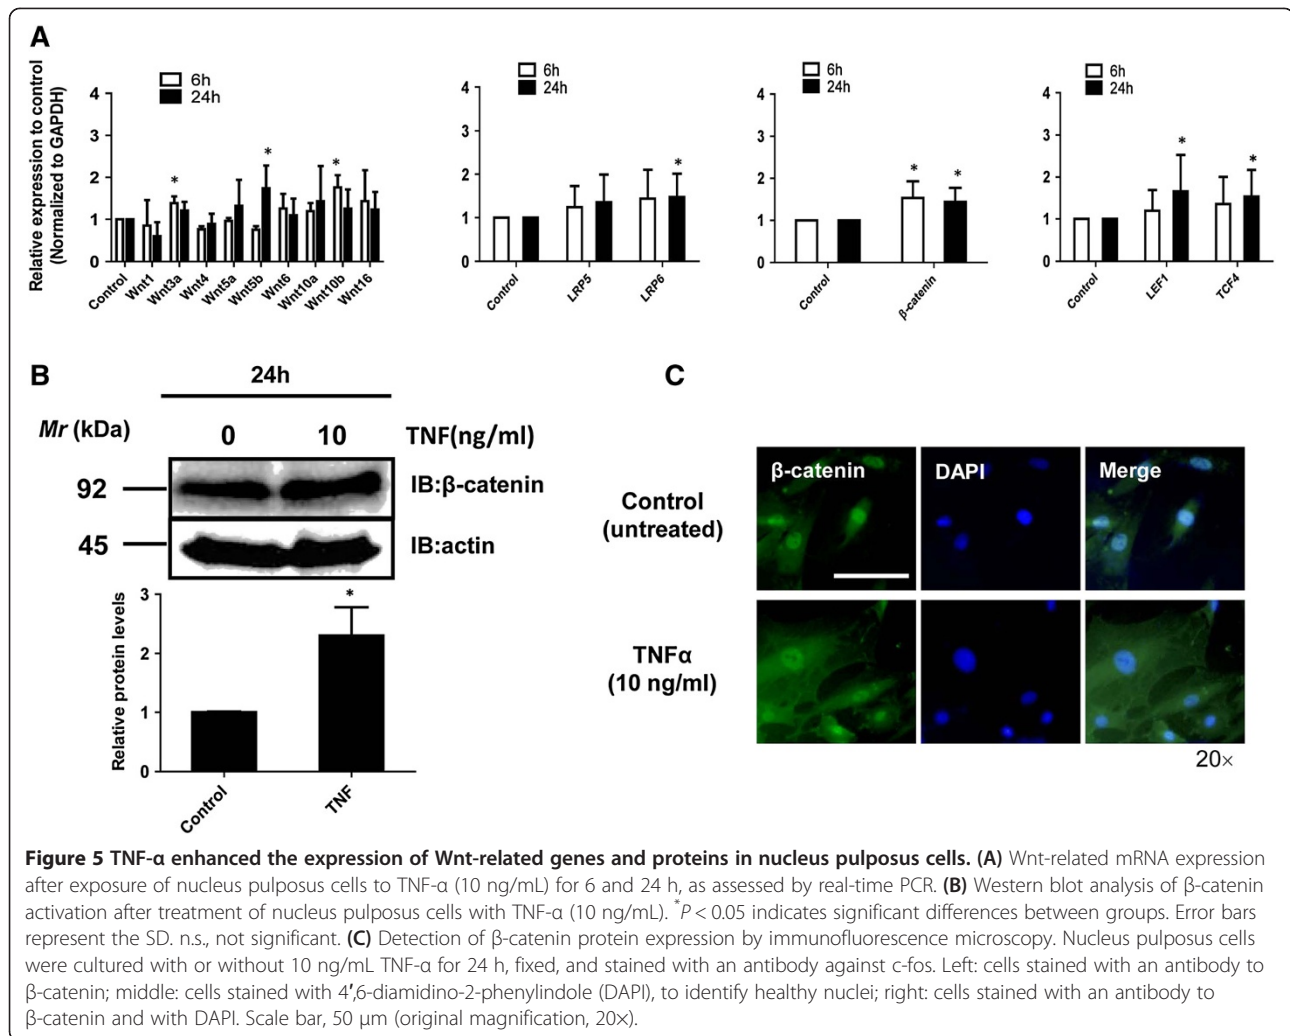 A
Relative expression to control
(Normalized to GAPDH)
6h
24h
4
3
2
1
0
*
*
*
Control
Wnt1
Wnt3a
Wnt4
Wnt5a
Wnt5b
Wnt6
Wnt10a
Wnt10b
Wnt16
6h
24h
4
3
2
1
0
*
Control
LRP5
LRP6
6h
24h
4
3
2
1
0
*
*
Control
β-catenin
6h
24h
4
3
2
1
0
*
*
Control
LEF1
TCF4
B
24h
Mr (kDa)
0
10
TNF(ng/ml)
92
IB:β-catenin
45
IB:actin
Relative protein levels
3
2
1
0
*
Control
TNF
C
β-catenin
DAPI
Merge
Control
(untreated)
TNFα
(10 ng/ml)
20×
Figure 5 TNF-α enhanced the expression of Wnt-related genes and proteins in nucleus pulposus cells. (A) Wnt-related mRNA expression
after exposure of nucleus pulposus cells to TNF-α (10 ng/mL) for 6 and 24 h, as assessed by real-time PCR. (B) Western blot analysis of β-catenin
activation after treatment of nucleus pulposus cells with TNF-α (10 ng/mL). *P < 0.05 indicates significant differences between groups. Error bars
represent the SD. n.s., not significant. (C) Detection of β-catenin protein expression by immunofluorescence microscopy. Nucleus pulposus cells
were cultured with or without 10 ng/mL TNF-α for 24 h, fixed, and stained with an antibody against c-fos. Left: cells stained with an antibody to
β-catenin; middle: cells stained with 4′,6-diamidino-2-phenylindole (DAPI), to identify healthy nuclei; right: cells stained with an antibody to
β-catenin and with DAPI. Scale bar, 50 μm (original magnification, 20×).